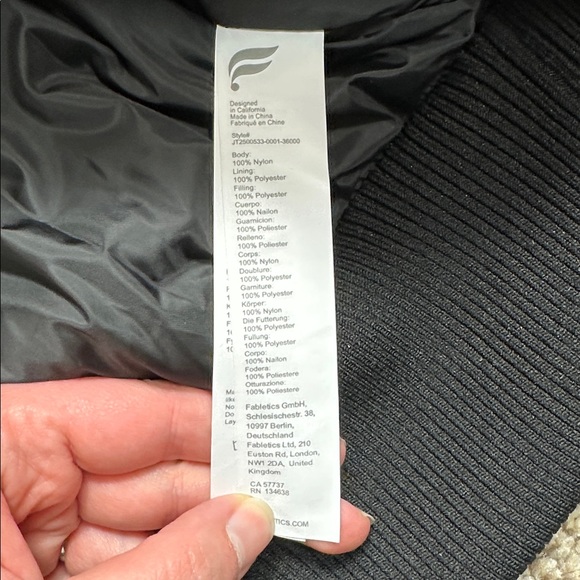 Designed
in California
Made in China
Fabriqué en Chine
Style#
JT2500533-0001-36000
Body:
100% Nylon
Lining:
100% Polyester
Filling:
100% Polyester
Cuerpo:
100% Nailon
Guarnicion:
100% Poliester
Relleno:
100% Poliester
Corps:
100% Nylon
Doublure:
100% Polyester
Garniture:
100% Polyester
Körper:
100% Nylon
Die Futterung:
100% Polyester
Fullung:
100% Polyester
Corpo:
100% Nailon
Fodera:
100% Poliestere
Otturazione:
100% Poliestere
Fabletics GmbH,
Schlesischestr. 38,
10997 Berlin,
Deutschland
Fabletics Ltd, 210
Euston Rd, London,
NW1 2DA, United
Kingdom
CA 57737
RN 134638
TICS.COM